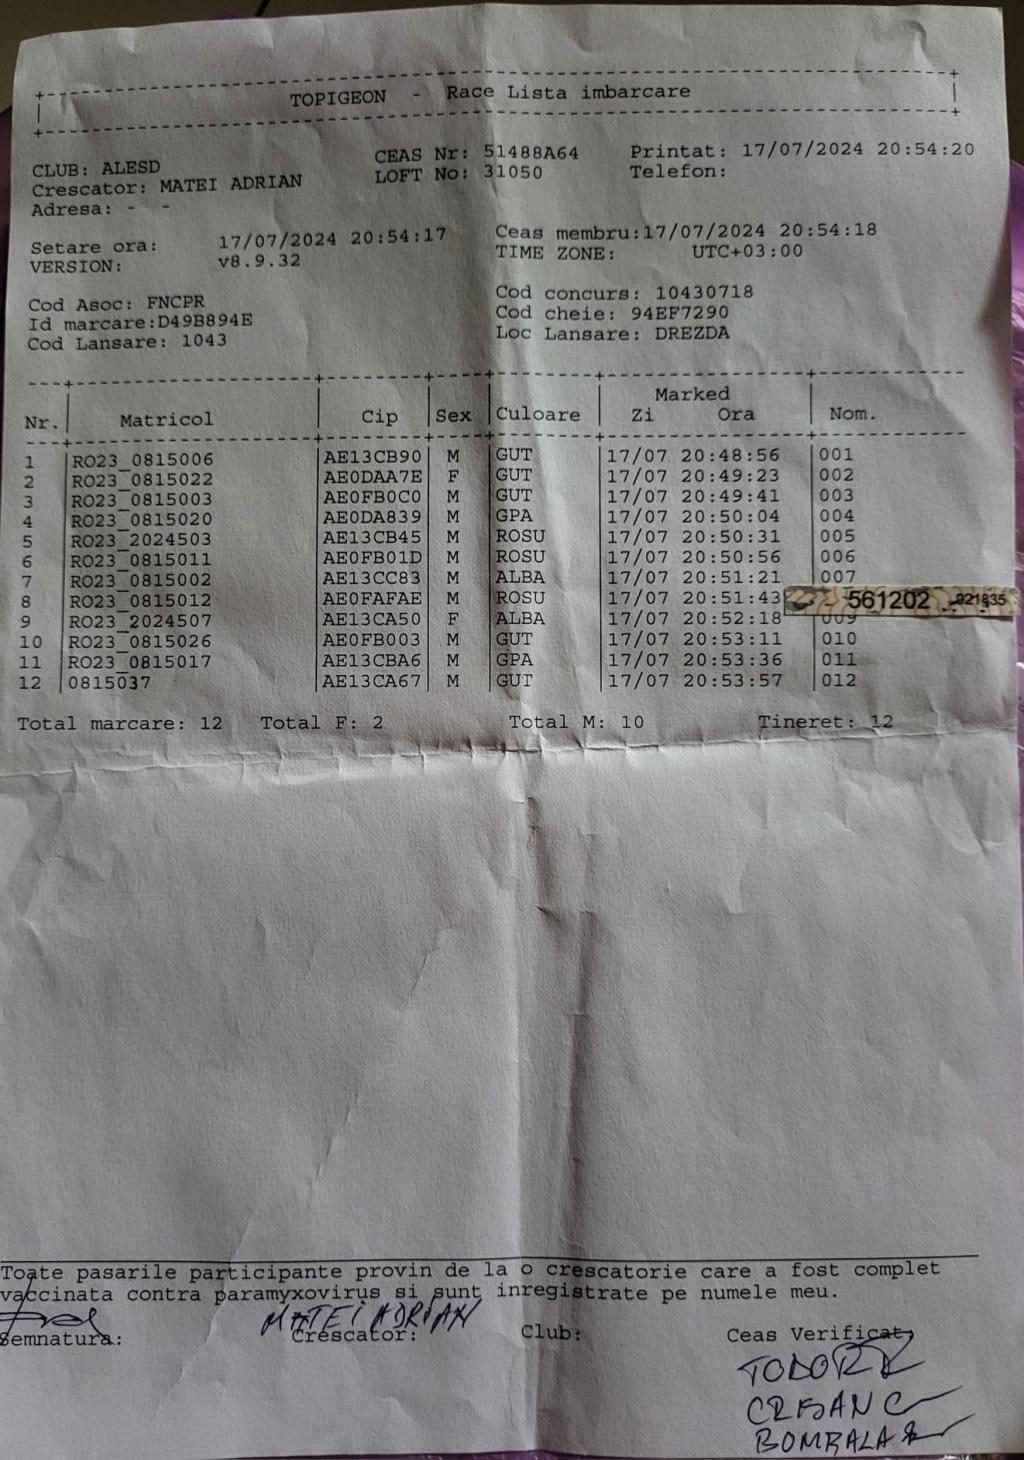 TOPIGEON - Race Lista imbarcare
CLUB: ALESD CEAS Nr: 51488A64 Printat: 17/07/2024 20:54:20
Crescator: MATEI ADRIAN LOFT No: 31050 Telefon:
Adresa: - -
Setare ora: 17/07/2024 20:54:17 Ceas membru:17/07/2024 20:54:18
VERSION: v8.9.32 TIME ZONE: UTC+03:00
Cod Asoc: FNCPR Cod concurs: 10430718
Id marcare:D49B894E Cod cheie: 94EF7290
Cod Lansare: 1043 Loc Lansare: DREZDA
Marked
Nr. Matricol Cip Sex Culoare Zi Ora Nom.
1 RO23_0815006 AE13CB90 M GUT 17/07 20:48:56 001
2 RO23_0815022 AE0DAA7E F GUT 17/07 20:49:23 002
3 RO23_0815003 AE0FB0C0 M GUT 17/07 20:49:41 003
4 RO23_0815020 AE0DA839 M GPA 17/07 20:50:04 004
5 RO23_2024503 AE13CB45 M ROSU 17/07 20:50:31 005
6 RO23_0815011 AE0FB01D M ROSU 17/07 20:50:56 006
7 RO23_0815002 AE13CC83 M ALBA 17/07 20:51:21 007
8 RO23_0815012 AE0FAFAE M ROSU 17/07 20:51:43 561202 921835
9 RO23_2024507 AE13CA50 F ALBA 17/07 20:52:18 009
10 RO23_0815026 AE0FB003 M GUT 17/07 20:53:11 010
11 RO23_0815017 AE13CBA6 M GPA 17/07 20:53:36 011
12 0815037 AE13CA67 M GUT 17/07 20:53:57 012
Total marcare: 12 Total F: 2 Total M: 10 Tineret: 12
Toate pasarile participante provin de la o crescatorie care a fost complet
vaccinata contra paramyxovirus si sunt inregistrate pe numele meu.
MATEI ADRIAN
Semnatura: Crescator: Club: Ceas Verificat:
TODOR
CRISAN